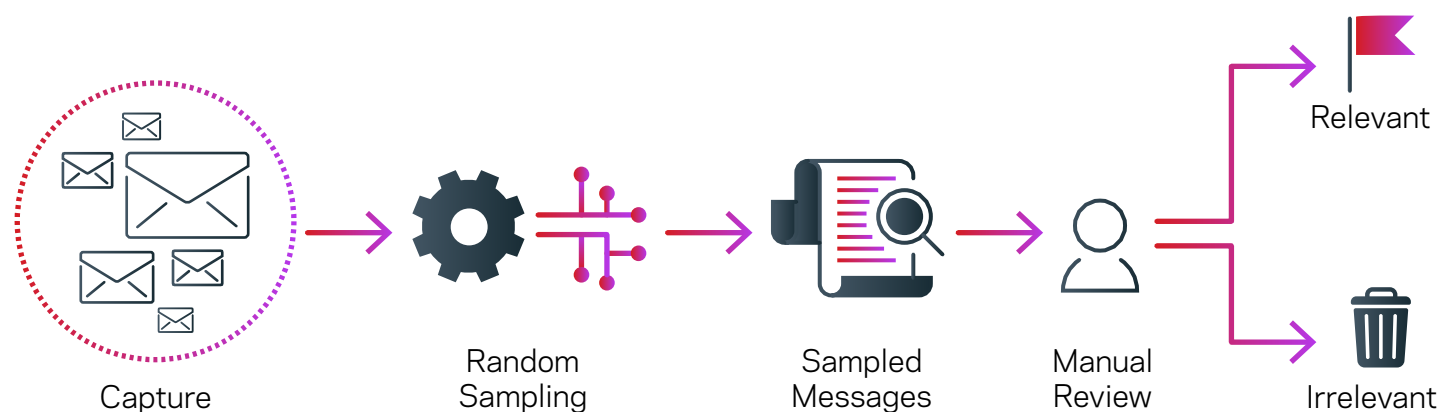 Relevant
Capture
Random
Sampling
Sampled
Messages
Manual
Review
Irrelevant